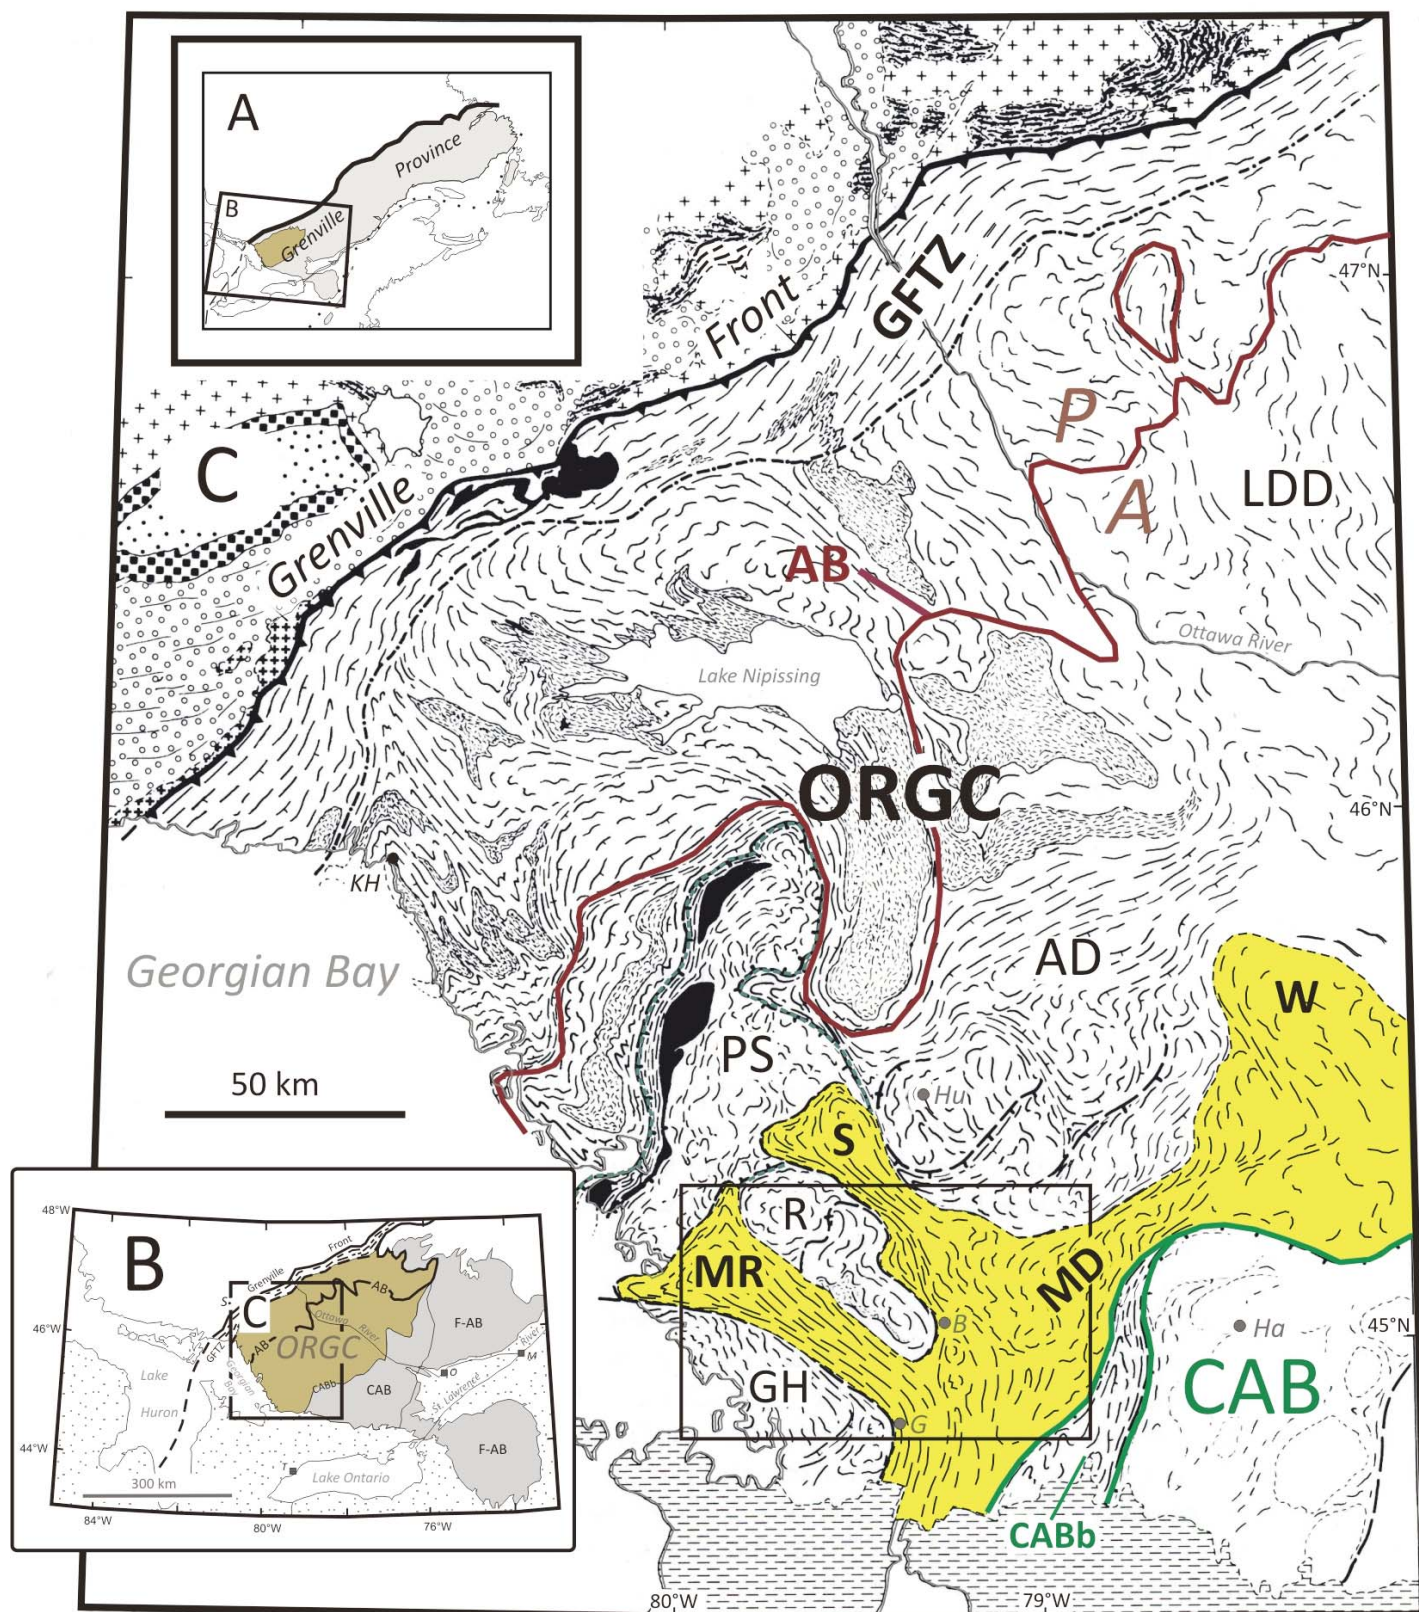 A
Province
Grenville
B
Front
GFTZ
47°N
C
Grenville
P
A
LDD
AB
Ottawa River
Lake Nipissing
ORGC
46°N
KH
Georgian Bay
AD
W
50 km
PS
Hu
S
R
MR
MD
B
Ha
45°N
GH
CAB
G
CABb
80°W
79°W
48°W
B
Front
Grenville
C
AB
S
46°W
GFTZ
AB
Ottawa
River
F-AB
ORGC
River
M
Georgian
Bay
Lake
Huron
CABb
CAB
O
St. Lawrence
44°W
F-AB
T
Lake Ontario
300 km
84°W
80°W
76°W